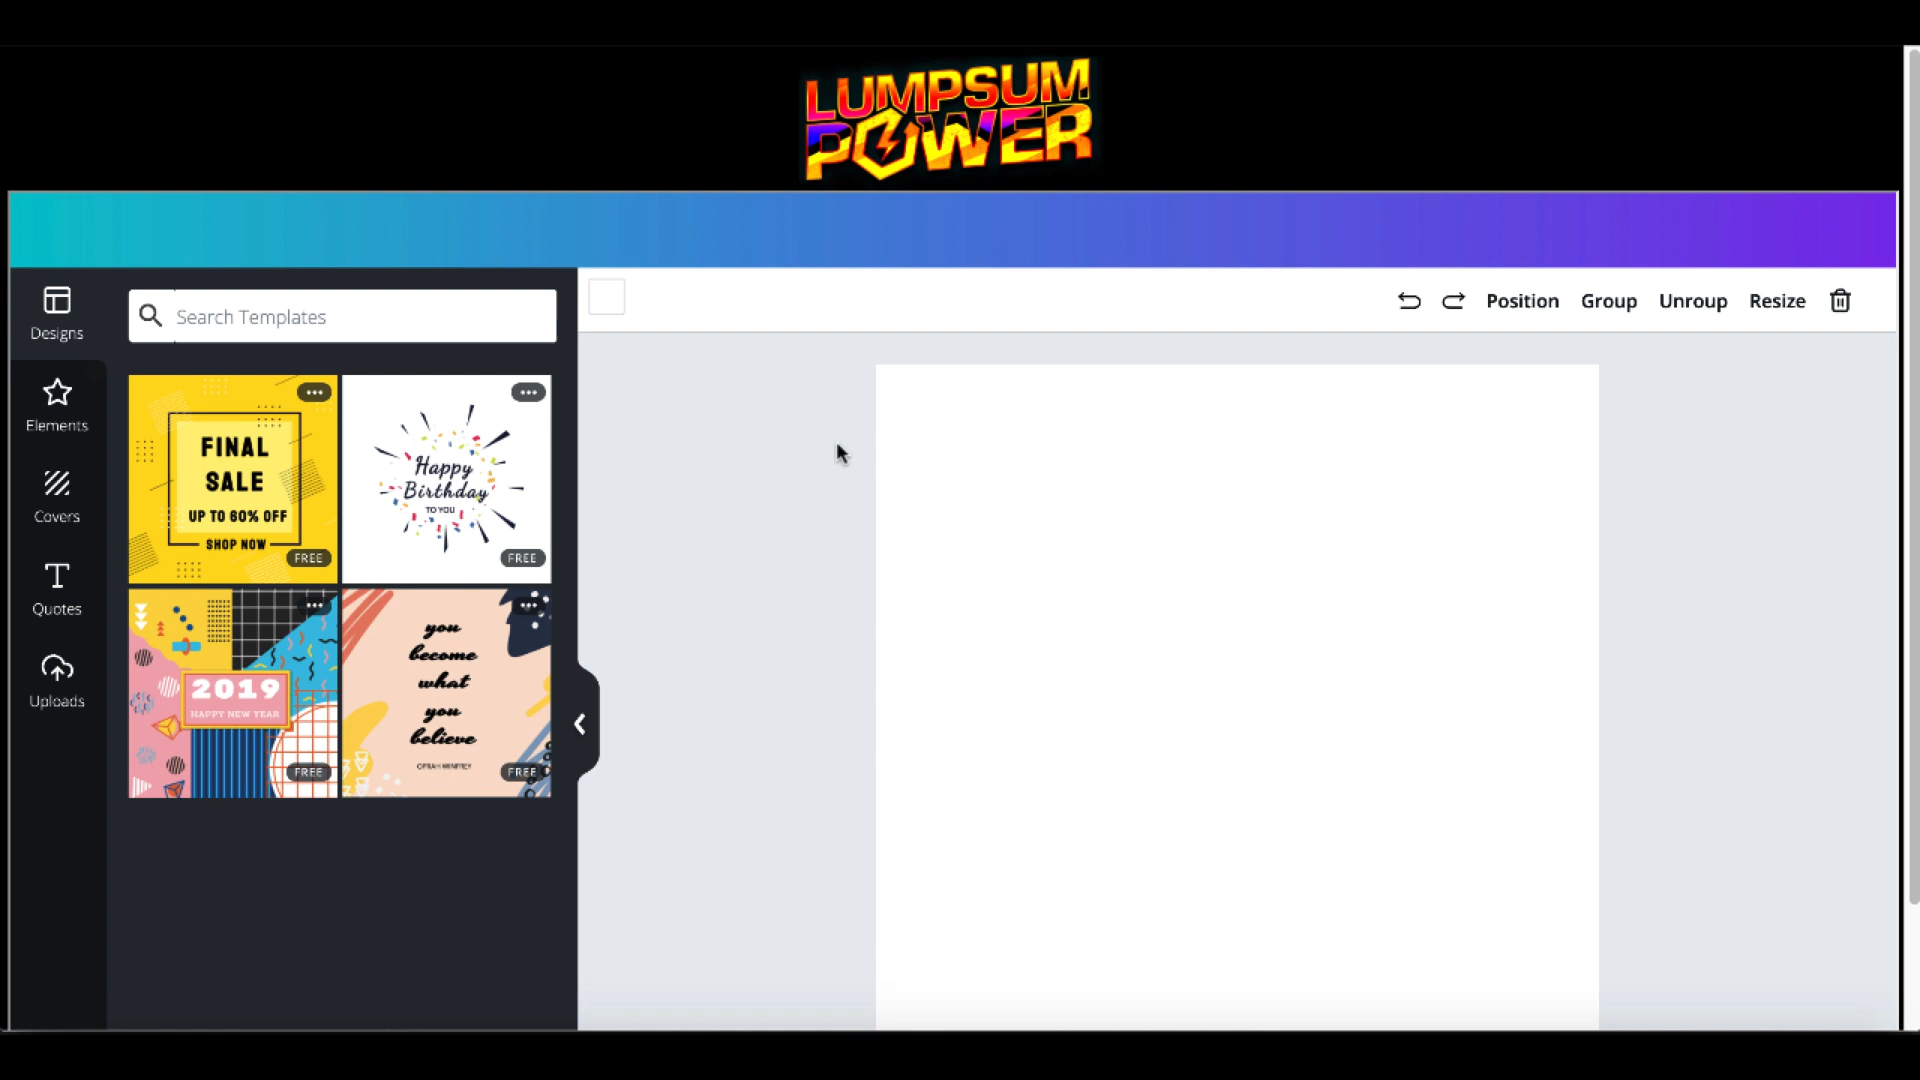 LUMPSUM
POWER
Designs
Search Templates
Position
Group
Unroup
Resize
Elements
Covers
Quotes
Uploads
FINAL
SALE
UP TO 60% OFF
SHOP NOW
FREE
Happy
Birthday
TO YOU
FREE
2019
HAPPY NEW YEAR
FREE
you
become
what
you
believe
OPRAH WINFREY
FREE